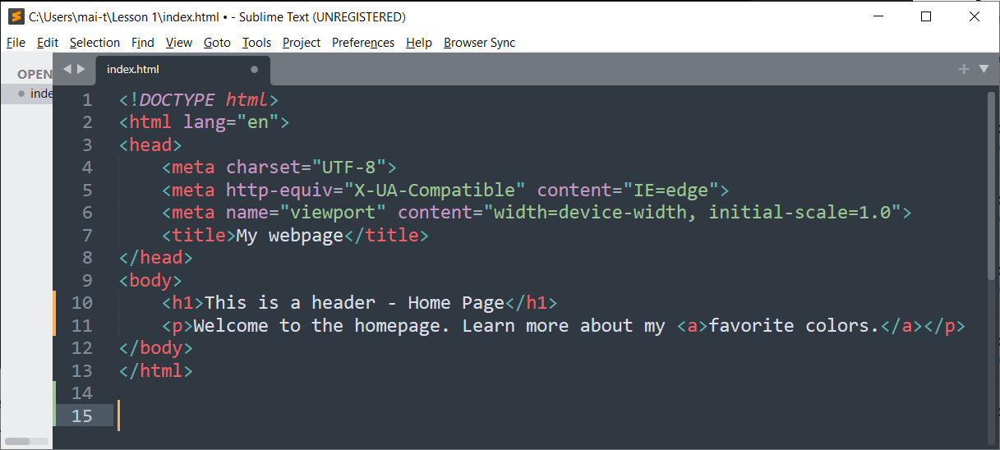 C:\Users\mai-t\Lesson 1\index.html • - Sublime Text (UNREGISTERED)
File Edit Selection Find View Goto Tools Project Preferences Help Browser Sync
OPEN
inde
index.html
1 <!DOCTYPE html>
2 <html lang="en">
3 <head>
4 <meta charset="UTF-8">
5 <meta http-equiv="X-UA-Compatible" content="IE=edge">
6 <meta name="viewport" content="width=device-width, initial-scale=1.0">
7 <title>My webpage</title>
8 </head>
9 <body>
10 <h1>This is a header - Home Page</h1>
11 <p>Welcome to the homepage. Learn more about my <a>favorite colors.</a></p>
12 </body>
13 </html>
14
15